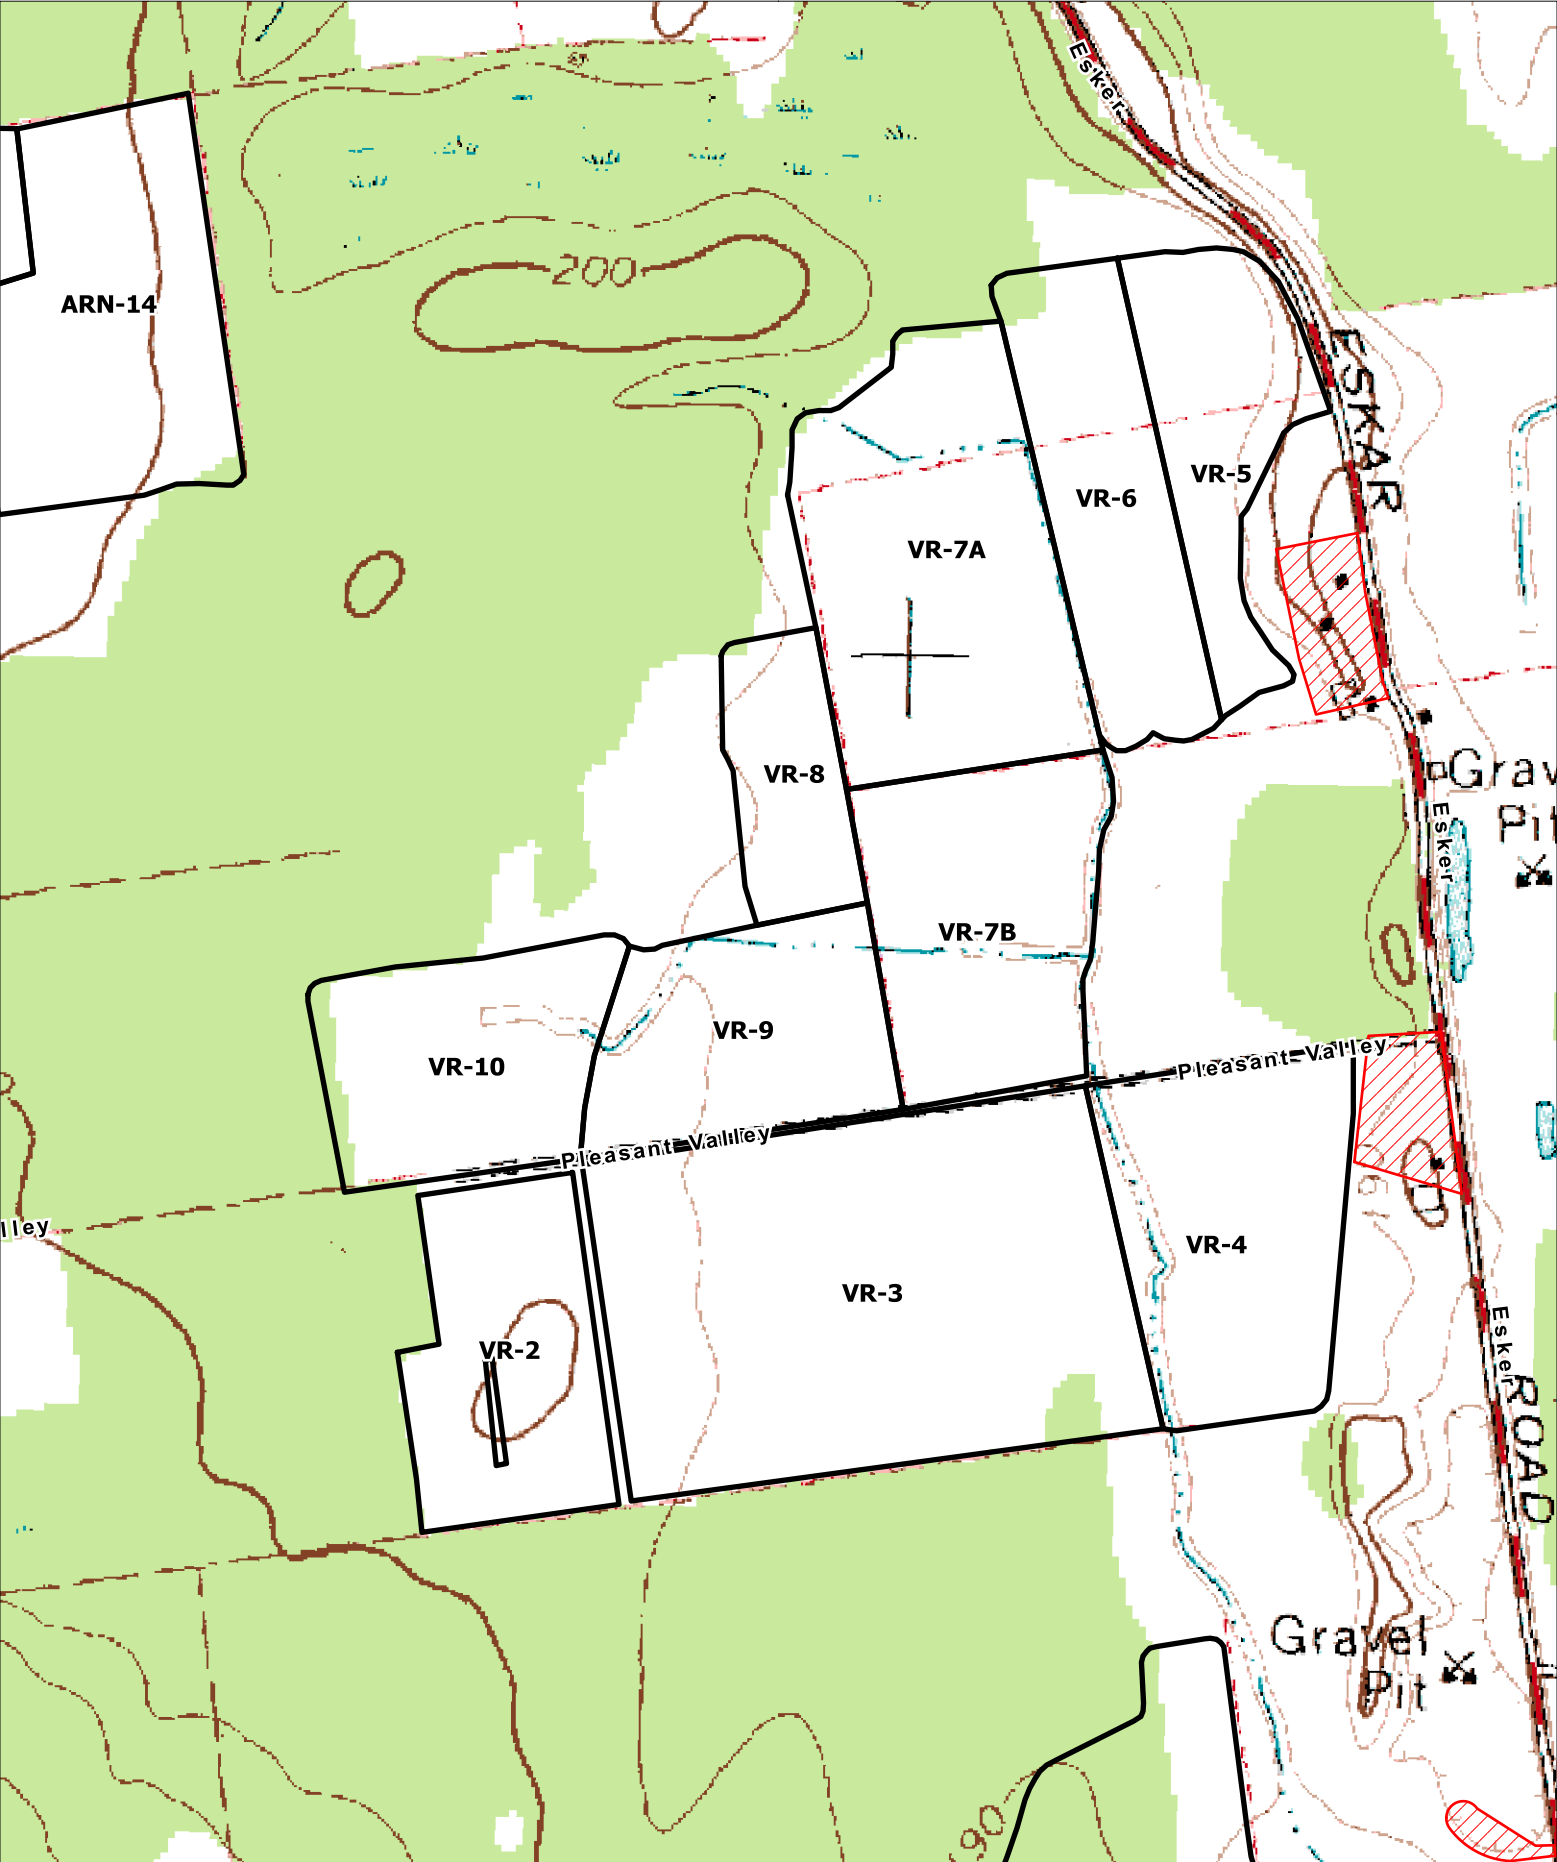 Esker
200
ARN-14
ESKAR
VR-5
VR-6
VR-7A
VR-8
Grav
Pit
Esker
VR-7B
VR-9
VR-10
Pleasant Valley
Pleasant Valley
lley
VR-4
VR-3
VR-2
Esker
ROAD
Gravel
Pit
190